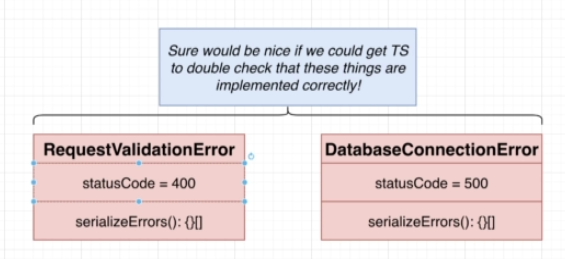 Sure would be nice if we could get TS
to double check that these things are
implemented correctly!
RequestValidationError
statusCode = 400
serializeErrors(): {}[]
DatabaseConnectionError
statusCode = 500
serializeErrors(): {}[]